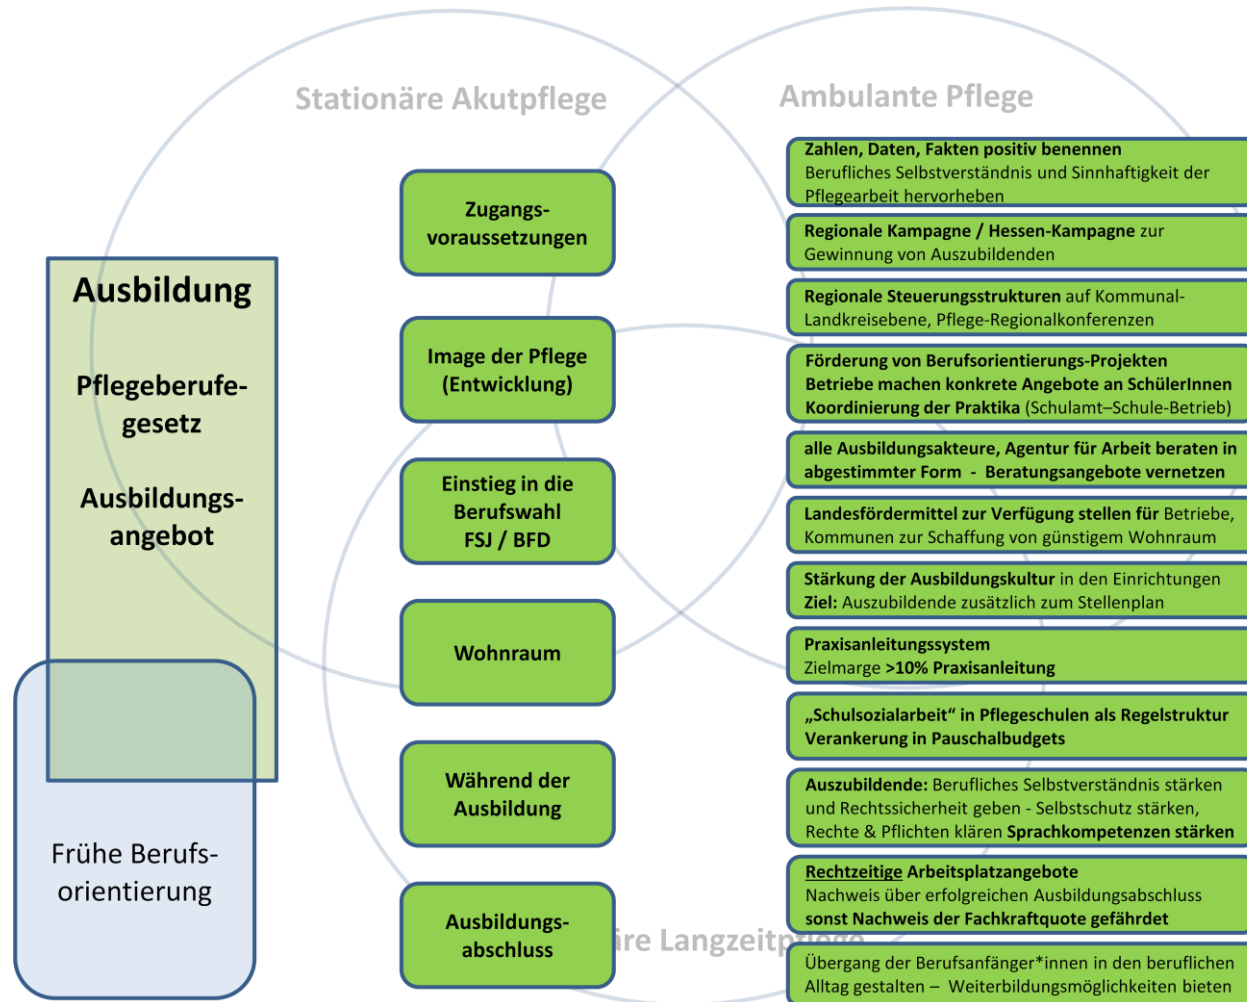 Stationäre Akutpflege
Ambulante Pflege
Ausbildung
Pflegeberufe-
gesetz
Ausbildungs-
angebot
Frühe Berufs-
orientierung
Zugangs-
voraussetzungen
Image der Pflege
(Entwicklung)
Einstieg in die
Berufswahl
FSJ / BFD
Wohnraum
Während der
Ausbildung
Ausbildungs-
abschluss
Zahlen, Daten, Fakten positiv benennen
Berufliches Selbstverständnis und Sinnhaftigkeit der
Pflegearbeit hervorheben
Regionale Kampagne / Hessen-Kampagne zur
Gewinnung von Auszubildenden
Regionale Steuerungsstrukturen auf Kommunal-
Landkreisebene, Pflege-Regionalkonferenzen
Förderung von Berufsorientierungs-Projekten
Betriebe machen konkrete Angebote an SchülerInnen
Koordinierung der Praktika (Schulamt–Schule-Betrieb)
alle Ausbildungsakteure, Agentur für Arbeit beraten in
abgestimmter Form - Beratungsangebote vernetzen
Landesfördermittel zur Verfügung stellen für Betriebe,
Kommunen zur Schaffung von günstigem Wohnraum
Stärkung der Ausbildungskultur in den Einrichtungen
Ziel: Auszubildende zusätzlich zum Stellenplan
Praxisanleitungssystem
Zielmarge >10% Praxisanleitung
„Schulsozialarbeit“ in Pflegeschulen als Regelstruktur
Verankerung in Pauschalbudgets
Auszubildende: Berufliches Selbstverständnis stärken
und Rechtssicherheit geben - Selbstschutz stärken,
Rechte & Pflichten klären Sprachkompetenzen stärken
Rechtzeitige Arbeitsplatzangebote
Nachweis über erfolgreichen Ausbildungsabschluss
sonst Nachweis der Fachkraftquote gefährdet
Übergang der Berufsanfänger*innen in den beruflichen
Alltag gestalten – Weiterbildungsmöglichkeiten bieten
äre Langzeitpflege